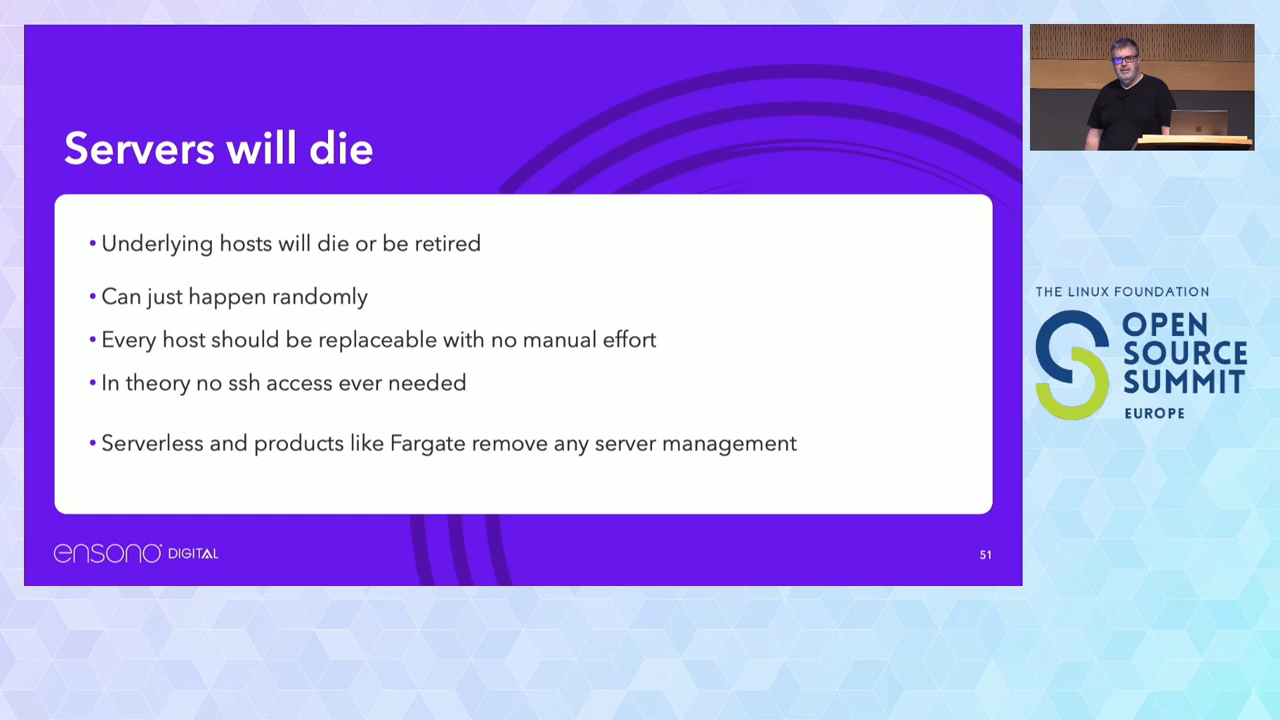 Servers will die
• Underlying hosts will die or be retired
• Can just happen randomly
• Every host should be replaceable with no manual effort
• In theory no ssh access ever needed
• Serverless and products like Fargate remove any server management
ensono DIGITAL
51
THE LINUX FOUNDATION
OPEN
SOURCE
SUMMIT
EUROPE